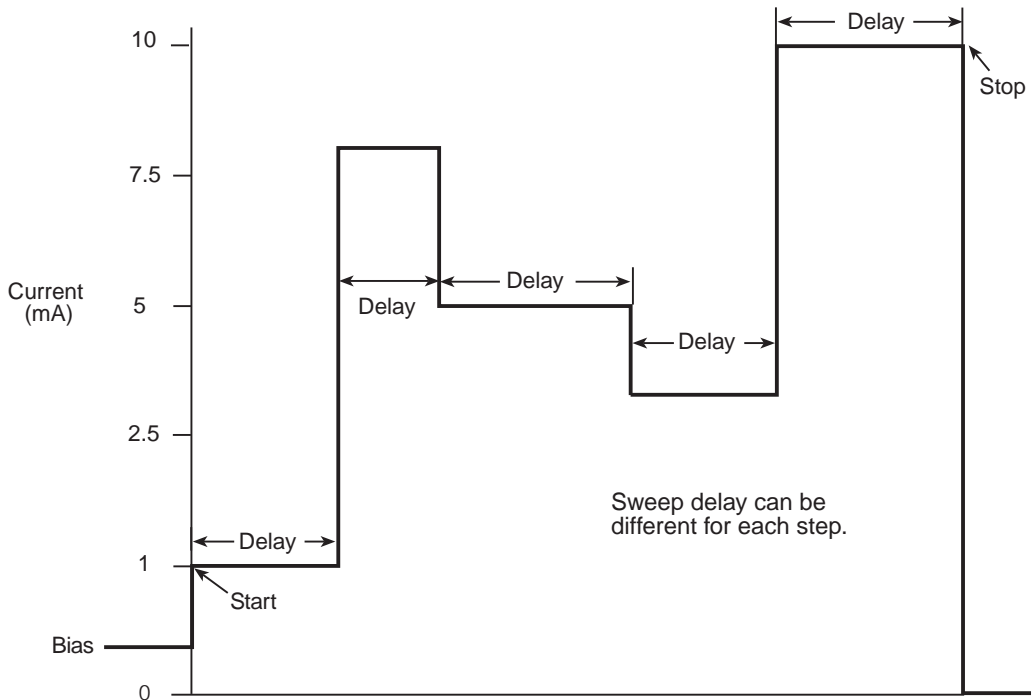 Delay
10
Stop
7.5
Delay
Current
(mA)
5
Delay
Delay
2.5
Sweep delay can be
different for each step.
Delay
1
Start
Bias
0